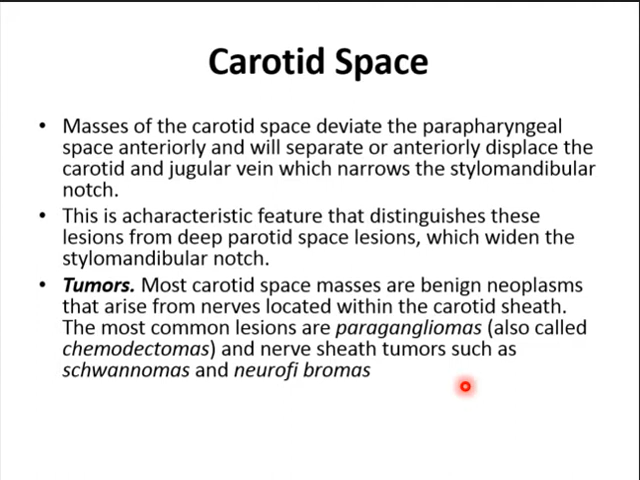 Carotid Space
• Masses of the carotid space deviate the parapharyngeal
space anteriorly and will separate or anteriorly displace the
carotid and jugular vein which narrows the stylomandibular
notch.
• This is acharacteristic feature that distinguishes these
lesions from deep parotid space lesions, which widen the
stylomandibular notch.
• Tumors. Most carotid space masses are benign neoplasms
that arise from nerves located within the carotid sheath.
The most common lesions are paragangliomas (also called
chemodectomas) and nerve sheath tumors such as
schwannomas and neurofi bromas